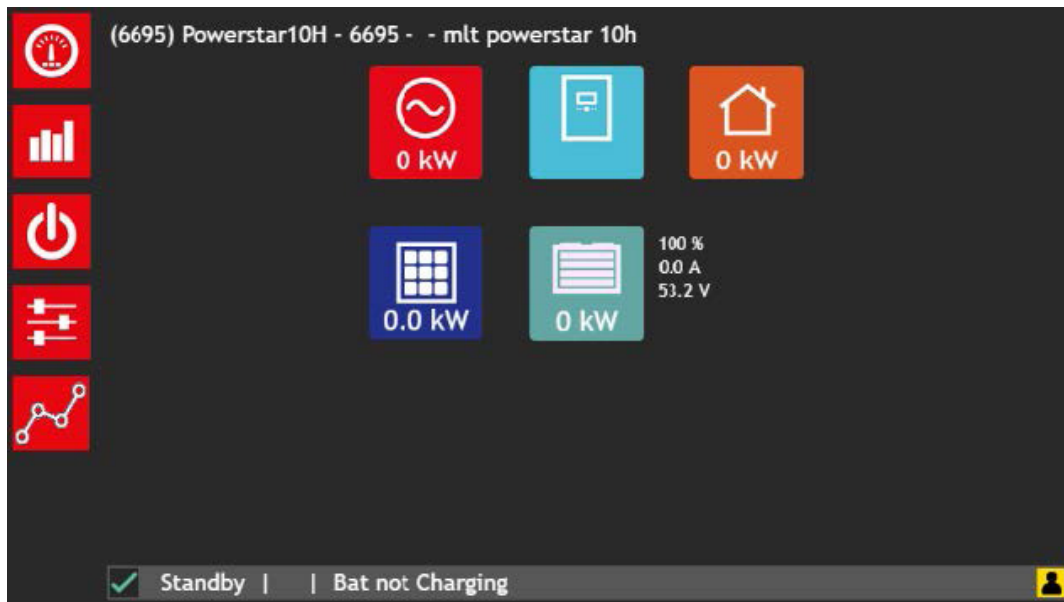 (6695) Powerstar10H - 6695 - - mlt powerstar 10h
0 kW
0 kW
0.0 kW
0 kW
100 %
0.0 A
53.2 V
Standby | | Bat not Charging